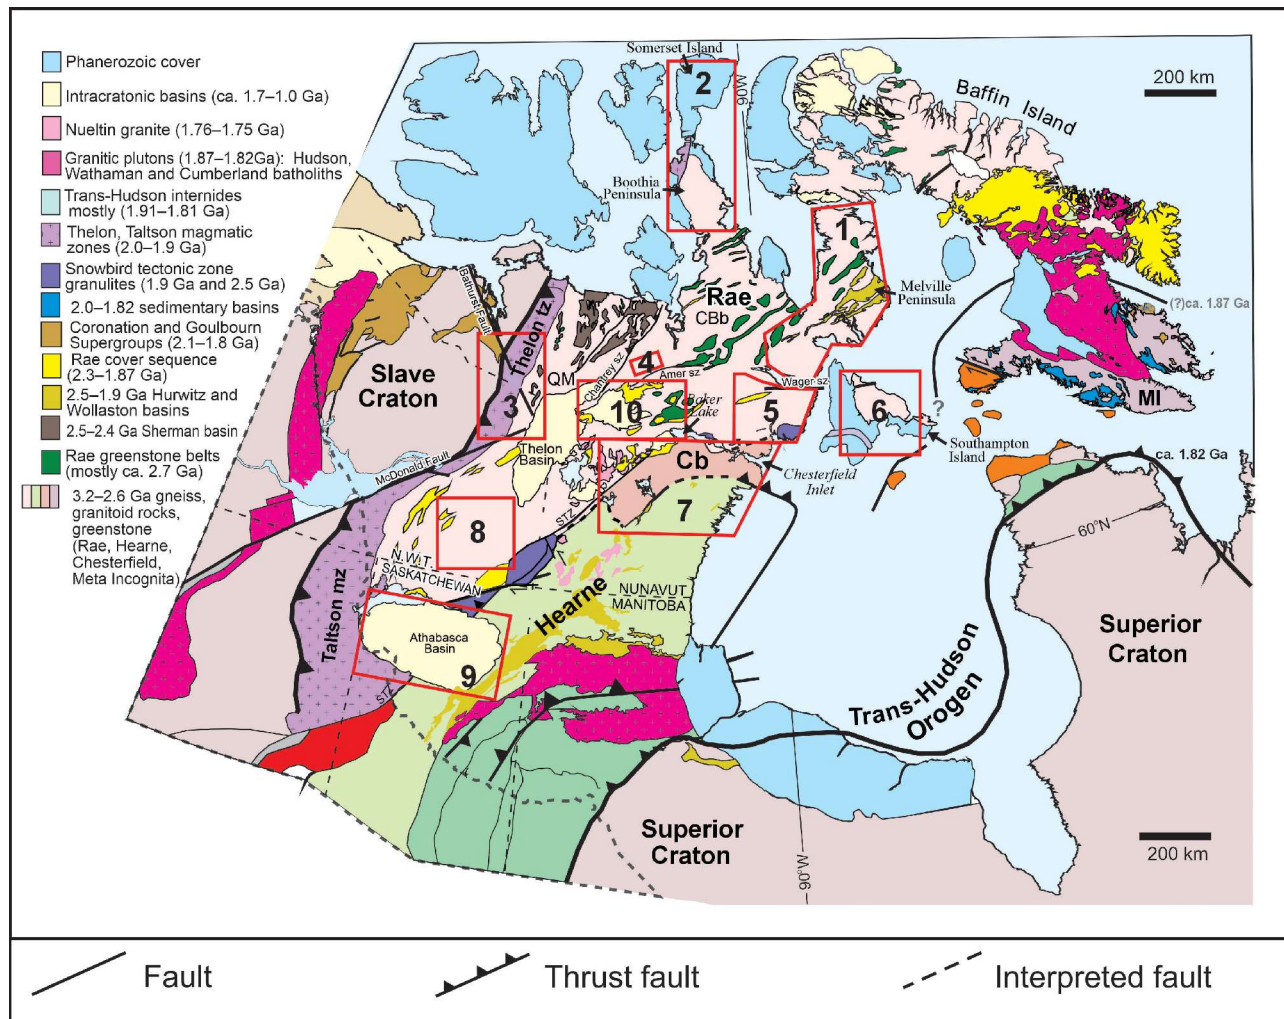 Phanerozoic cover
Intracratonic basins (ca. 1.7–1.0 Ga)
Nueltin granite (1.76–1.75 Ga)
Granitic plutons (1.87–1.82Ga): Hudson,
Wathaman and Cumberland batholiths
Trans-Hudson internides
mostly (1.91–1.81 Ga)
Thelon, Taltson magmatic
zones (2.0–1.9 Ga)
Snowbird tectonic zone
granulites (1.9 Ga and 2.5 Ga)
2.0–1.82 sedimentary basins
Coronation and Goulbourn
Supergroups (2.1–1.8 Ga)
Rae cover sequence
(2.3–1.87 Ga)
2.5–1.9 Ga Hurwitz and
Wollaston basins
2.5–2.4 Ga Sherman basin
Rae greenstone belts
(mostly ca. 2.7 Ga)
3.2–2.6 Ga gneiss,
granitoid rocks,
greenstone
(Rae, Hearne,
Chesterfield,
Meta Incognita)
Somerset Island
2
90°W
200 km
Baffin Island
Boothia
Peninsula
1
Melville
Peninsula
(?)ca. 1.87 Ga
Bathurst Fault
Thelon tz
Rae
CBb
Slave
Craton
QM
Chantrey sz
4
Amer sz
Wager sz
3
10
Baker
Lake
5
6
?
MI
Southampton
Island
Thelon
Basin
McDonald Fault
Cb
Chesterfield
Inlet
ca. 1.82 Ga
7
STZ
8
60°N
N.W.T.
SASKATCHEWAN
NUNAVUT
MANITOBA
Hearne
Taltson mz
Athabasca
Basin
9
STZ
Trans-Hudson
Orogen
Superior
Craton
Superior
Craton
90°W
200 km
Fault
Thrust fault
Interpreted fault